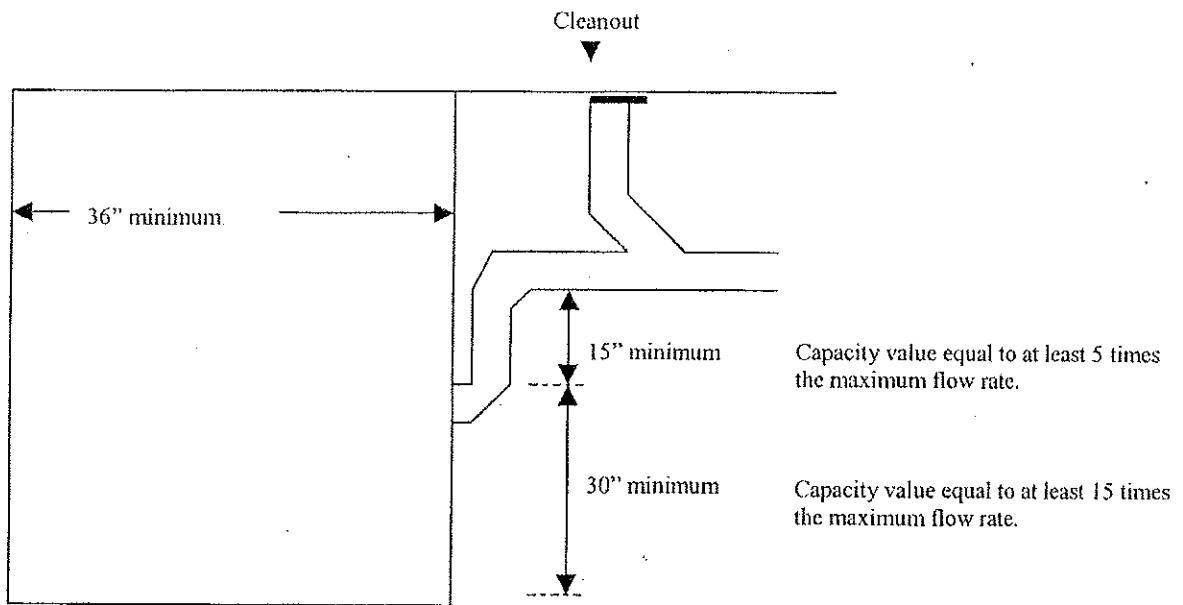 Cleanout
36” minimum
15” minimum
Capacity value equal to at least 5 times
the maximum flow rate.
30” minimum
Capacity value equal to at least 15 times
the maximum flow rate.